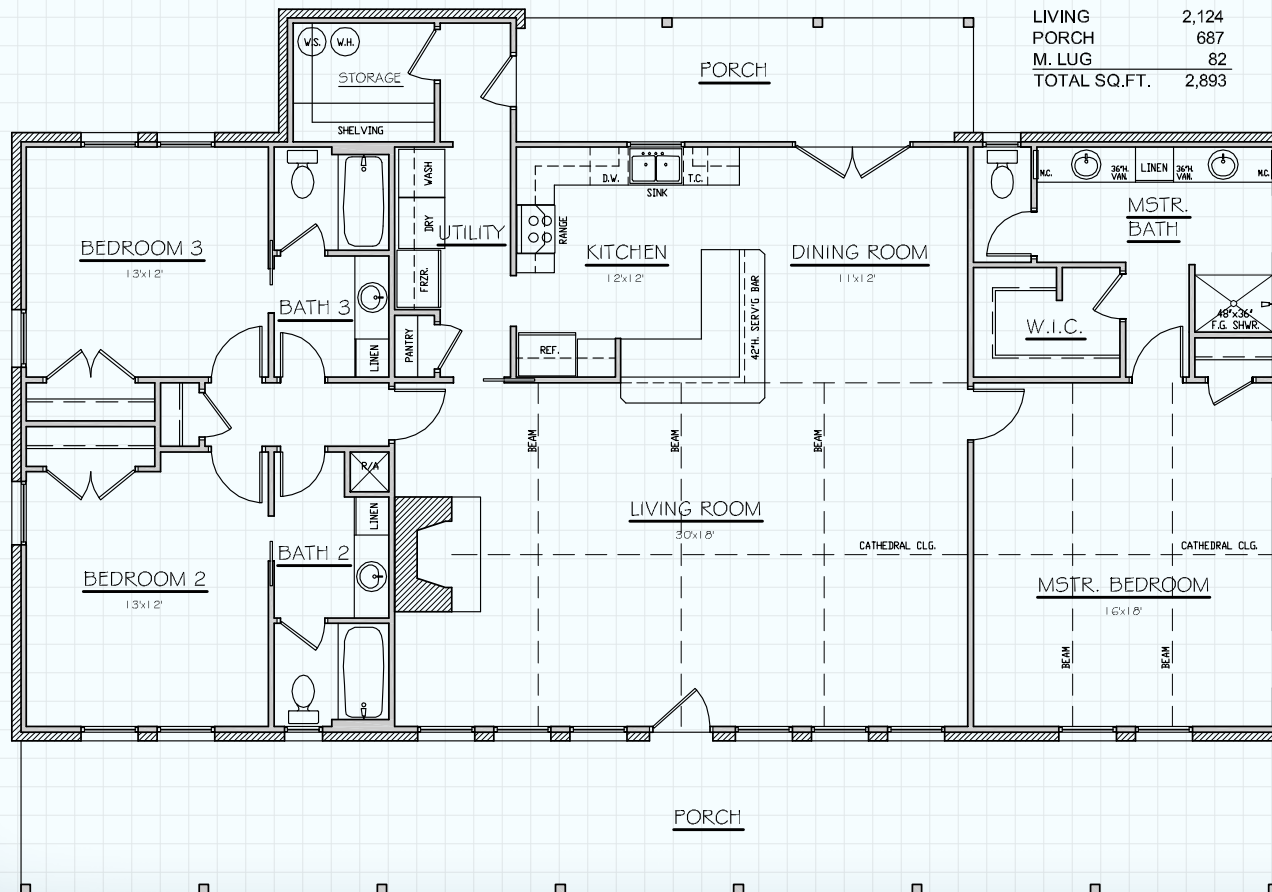 LIVING 2,124
PORCH 687
M. LUG 82
TOTAL SQ.FT. 2,893
W.S. W.H.
STORAGE
SHELVING
PORCH
WASH
DRY
UTILITY
FRZR.
PANTRY
D.W.
SINK
T.C.
RANGE
KITCHEN
12'x12'
REF.
42"H. SERV'G BAR
DINING ROOM
11'x12'
M.C.
36"H. VAN.
LINEN
36"H. VAN.
M.C.
MSTR.
BATH
W.I.C.
48"x36"
F.G. SHWR.
BEDROOM 3
13'x12'
BATH 3
LINEN
R/A
LINEN
BATH 2
BEDROOM 2
13'x12'
BEAM
BEAM
BEAM
LIVING ROOM
30'x18'
CATHEDRAL CLG.
CATHEDRAL CLG.
MSTR. BEDROOM
16'x18'
BEAM
BEAM
PORCH